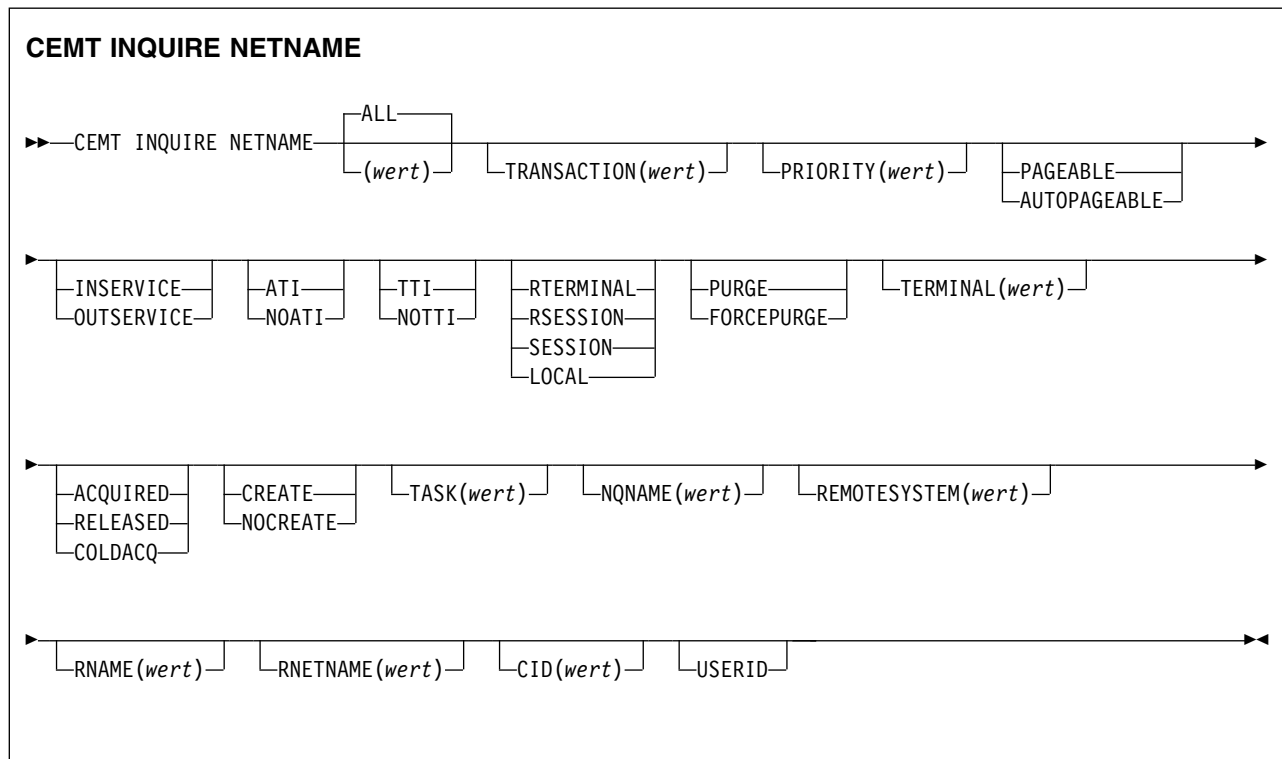 CEMT INQUIRE NETNAME
ALL
CEMT INQUIRE NETNAME
(wert)
TRANSACTION(wert)
PRIORITY(wert)
PAGEABLE
AUTOPAGEABLE
INSERVICE
OUTSERVICE
ATI
NOATI
TTI
NOTTI
RTERMINAL
RSESSION
SESSION
LOCAL
PURGE
FORCEPURGE
TERMINAL(wert)
ACQUIRED
RELEASED
COLDACQ
CREATE
NOCREATE
TASK(wert)
NQNAME(wert)
REMOTESYSTEM(wert)
RNAME(wert)
RNETNAME(wert)
CID(wert)
USERID